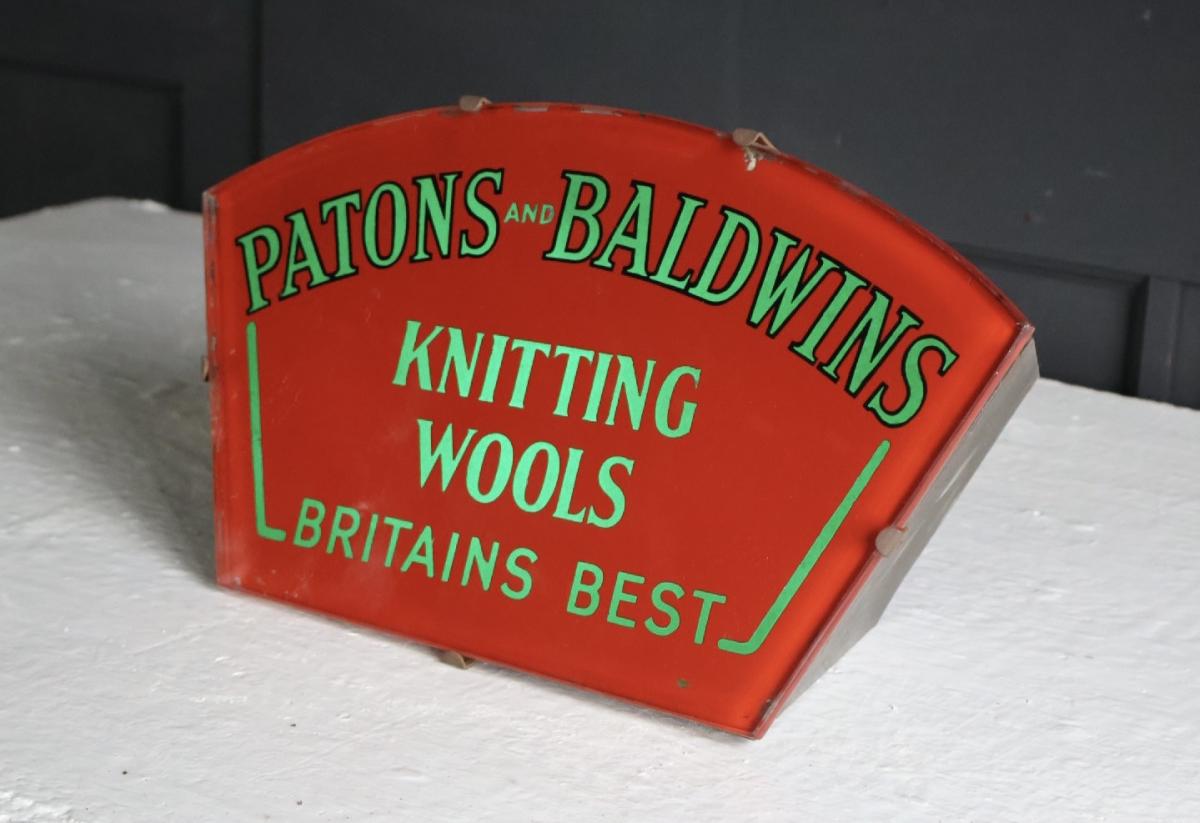 PATONS AND BALDWINS
KNITTING
WOOLS
BRITAINS BEST